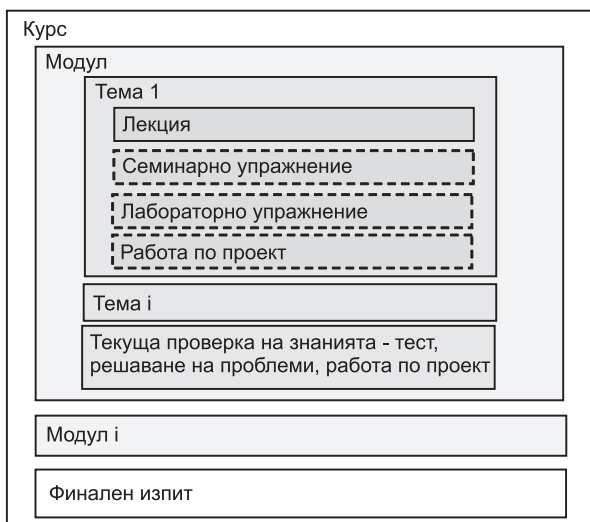 Курс
Модул
Тема 1
Лекция
Семинарно упражнение
Лабораторно упражнение
Работа по проект
Тема i
Текуща проверка на знанията - тест,
решаване на проблеми, работа по проект
Модул i
Финален изпит